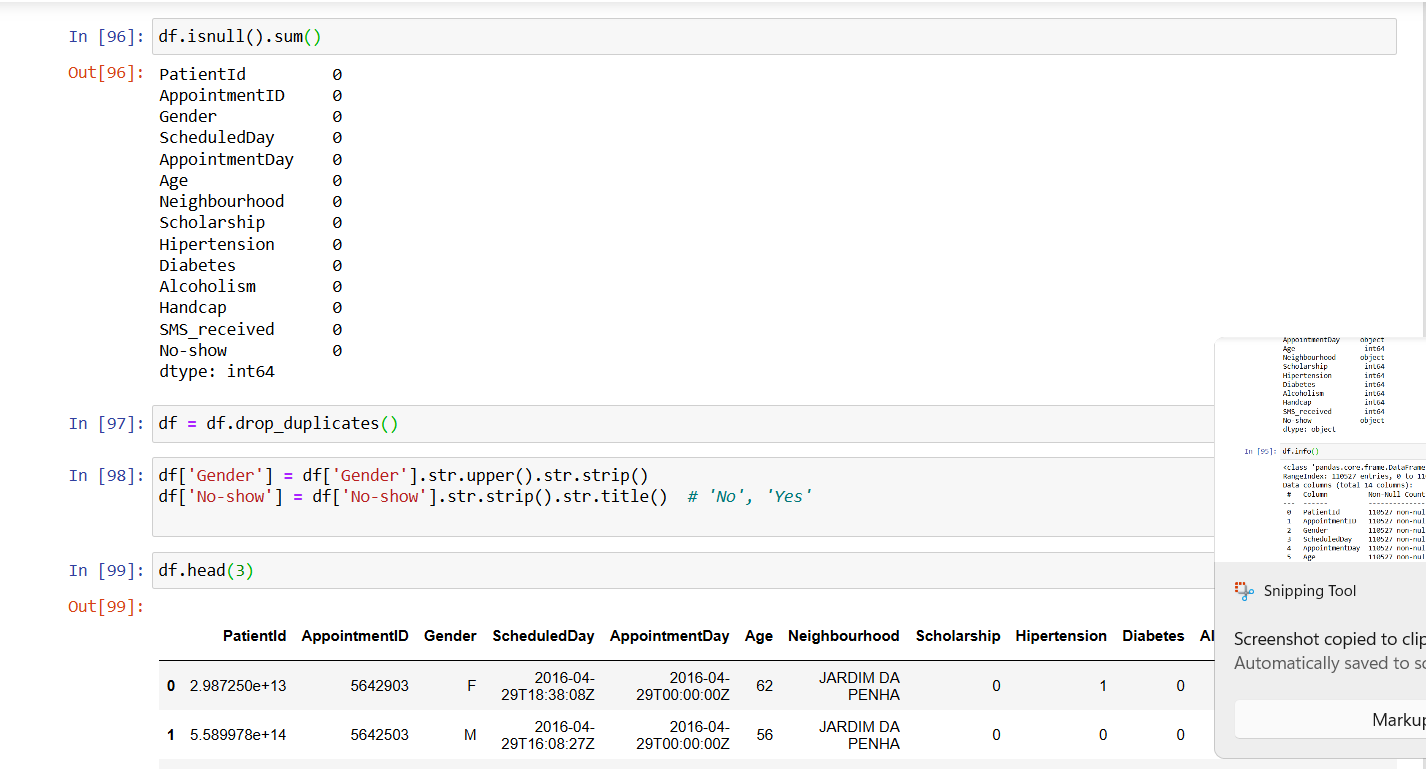 In [96]: df.isnull().sum()
Out[96]: PatientId 0
AppointmentID 0
Gender 0
ScheduledDay 0
AppointmentDay 0
Age 0
Neighbourhood 0
Scholarship 0
Hipertension 0
Diabetes 0
Alcoholism 0
Handcap 0
SMS_received 0
No-show 0
dtype: int64
In [97]: df = df.drop_duplicates()
In [98]: df['Gender'] = df['Gender'].str.upper().str.strip()
df['No-show'] = df['No-show'].str.strip().str.title()  # 'No', 'Yes'
In [99]: df.head(3)
Out[99]:
PatientId AppointmentID Gender ScheduledDay AppointmentDay Age Neighbourhood Scholarship Hipertension Diabetes Al
0 2.987250e+13 5642903 F 2016-04-29T18:38:08Z 2016-04-29T00:00:00Z 62 JARDIM DA PENHA 0 1 0
1 5.589978e+14 5642503 M 2016-04-29T16:08:27Z 2016-04-29T00:00:00Z 56 JARDIM DA PENHA 0 0 0
AppointmentDay object
Age int64
Neighbourhood object
Scholarship int64
Hipertension int64
Diabetes int64
Alcoholism int64
Handcap int64
SMS_received int64
No-show object
dtype: object
In [95]: df.info()
<class 'pandas.core.frame.DataFrame
RangeIndex: 110527 entries, 0 to 11
Data columns (total 14 columns):
# Column Non-Null Count
0 PatientId 110527 non-nul
1 AppointmentID 110527 non-nul
2 Gender 110527 non-nul
3 ScheduledDay 110527 non-nul
4 AppointmentDay 110527 non-nul
5 Age 110527 non-nul
Snipping Tool
Screenshot copied to clip
Automatically saved to sc
Markup